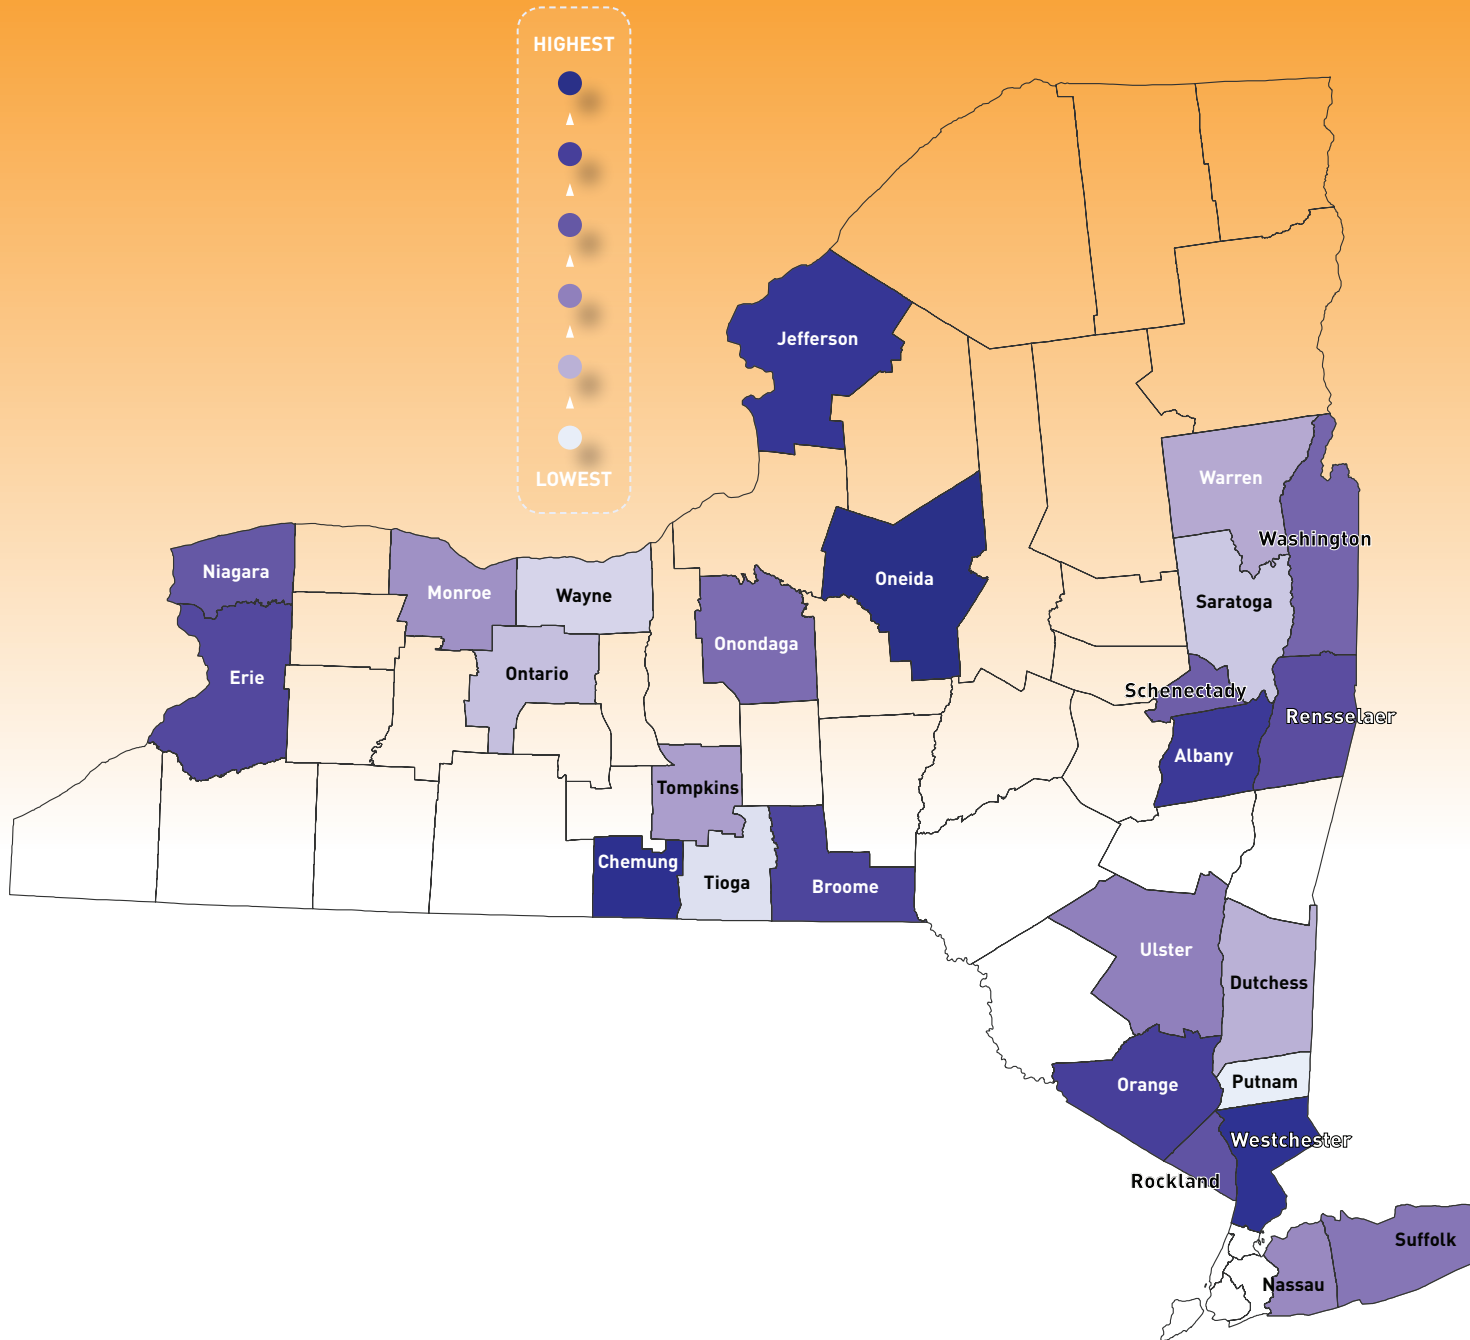 HIGHEST
LOWEST
Jefferson
Warren
Washington
Niagara
Oneida
Monroe
Wayne
Saratoga
Onondaga
Erie
Ontario
Schenectady
Rensselaer
Albany
Tompkins
Chemung
Tioga
Broome
Ulster
Dutchess
Putnam
Orange
Westchester
Rockland
Suffolk
Nassau